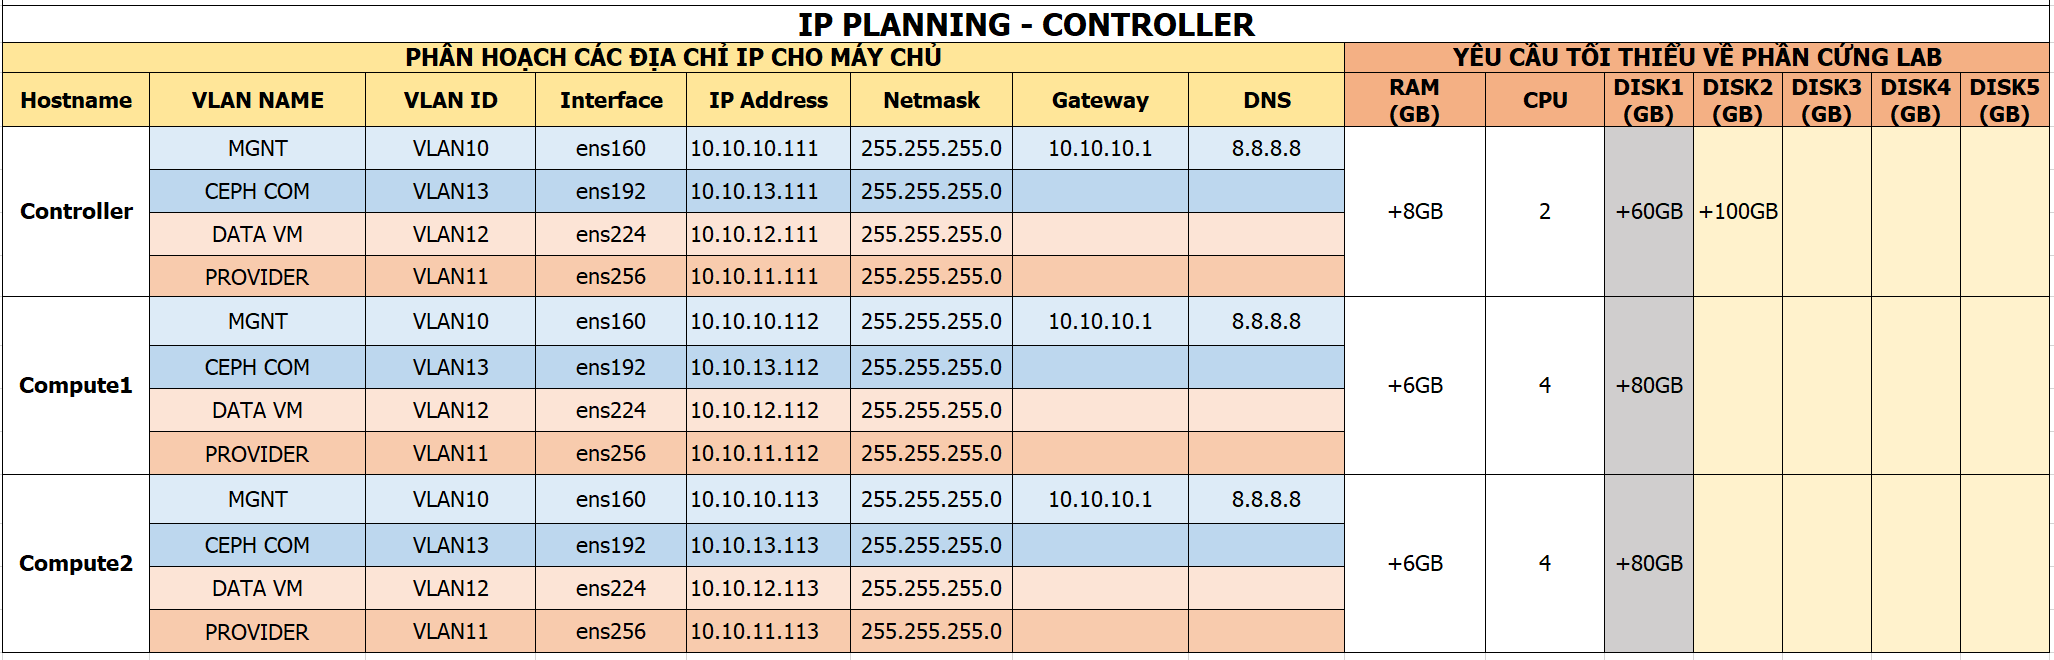 IP PLANNING - CONTROLLER
PHÂN HOẠCH CÁC ĐỊA CHỈ IP CHO MÁY CHỦ YÊU CẦU TỐI THIỂU VỀ PHẦN CỨNG LAB
Hostname VLAN NAME VLAN ID Interface IP Address Netmask Gateway DNS RAM (GB) CPU DISK1 (GB) DISK2 (GB) DISK3 (GB) DISK4 (GB) DISK5 (GB)
Controller MGNT VLAN10 ens160 10.10.10.111 255.255.255.0 10.10.10.1 8.8.8.8 +8GB 2 +60GB +100GB
CEPH COM VLAN13 ens192 10.10.13.111 255.255.255.0
DATA VM VLAN12 ens224 10.10.12.111 255.255.255.0
PROVIDER VLAN11 ens256 10.10.11.111 255.255.255.0
Compute1 MGNT VLAN10 ens160 10.10.10.112 255.255.255.0 10.10.10.1 8.8.8.8 +6GB 4 +80GB
CEPH COM VLAN13 ens192 10.10.13.112 255.255.255.0
DATA VM VLAN12 ens224 10.10.12.112 255.255.255.0
PROVIDER VLAN11 ens256 10.10.11.112 255.255.255.0
Compute2 MGNT VLAN10 ens160 10.10.10.113 255.255.255.0 10.10.10.1 8.8.8.8 +6GB 4 +80GB
CEPH COM VLAN13 ens192 10.10.13.113 255.255.255.0
DATA VM VLAN12 ens224 10.10.12.113 255.255.255.0
PROVIDER VLAN11 ens256 10.10.11.113 255.255.255.0